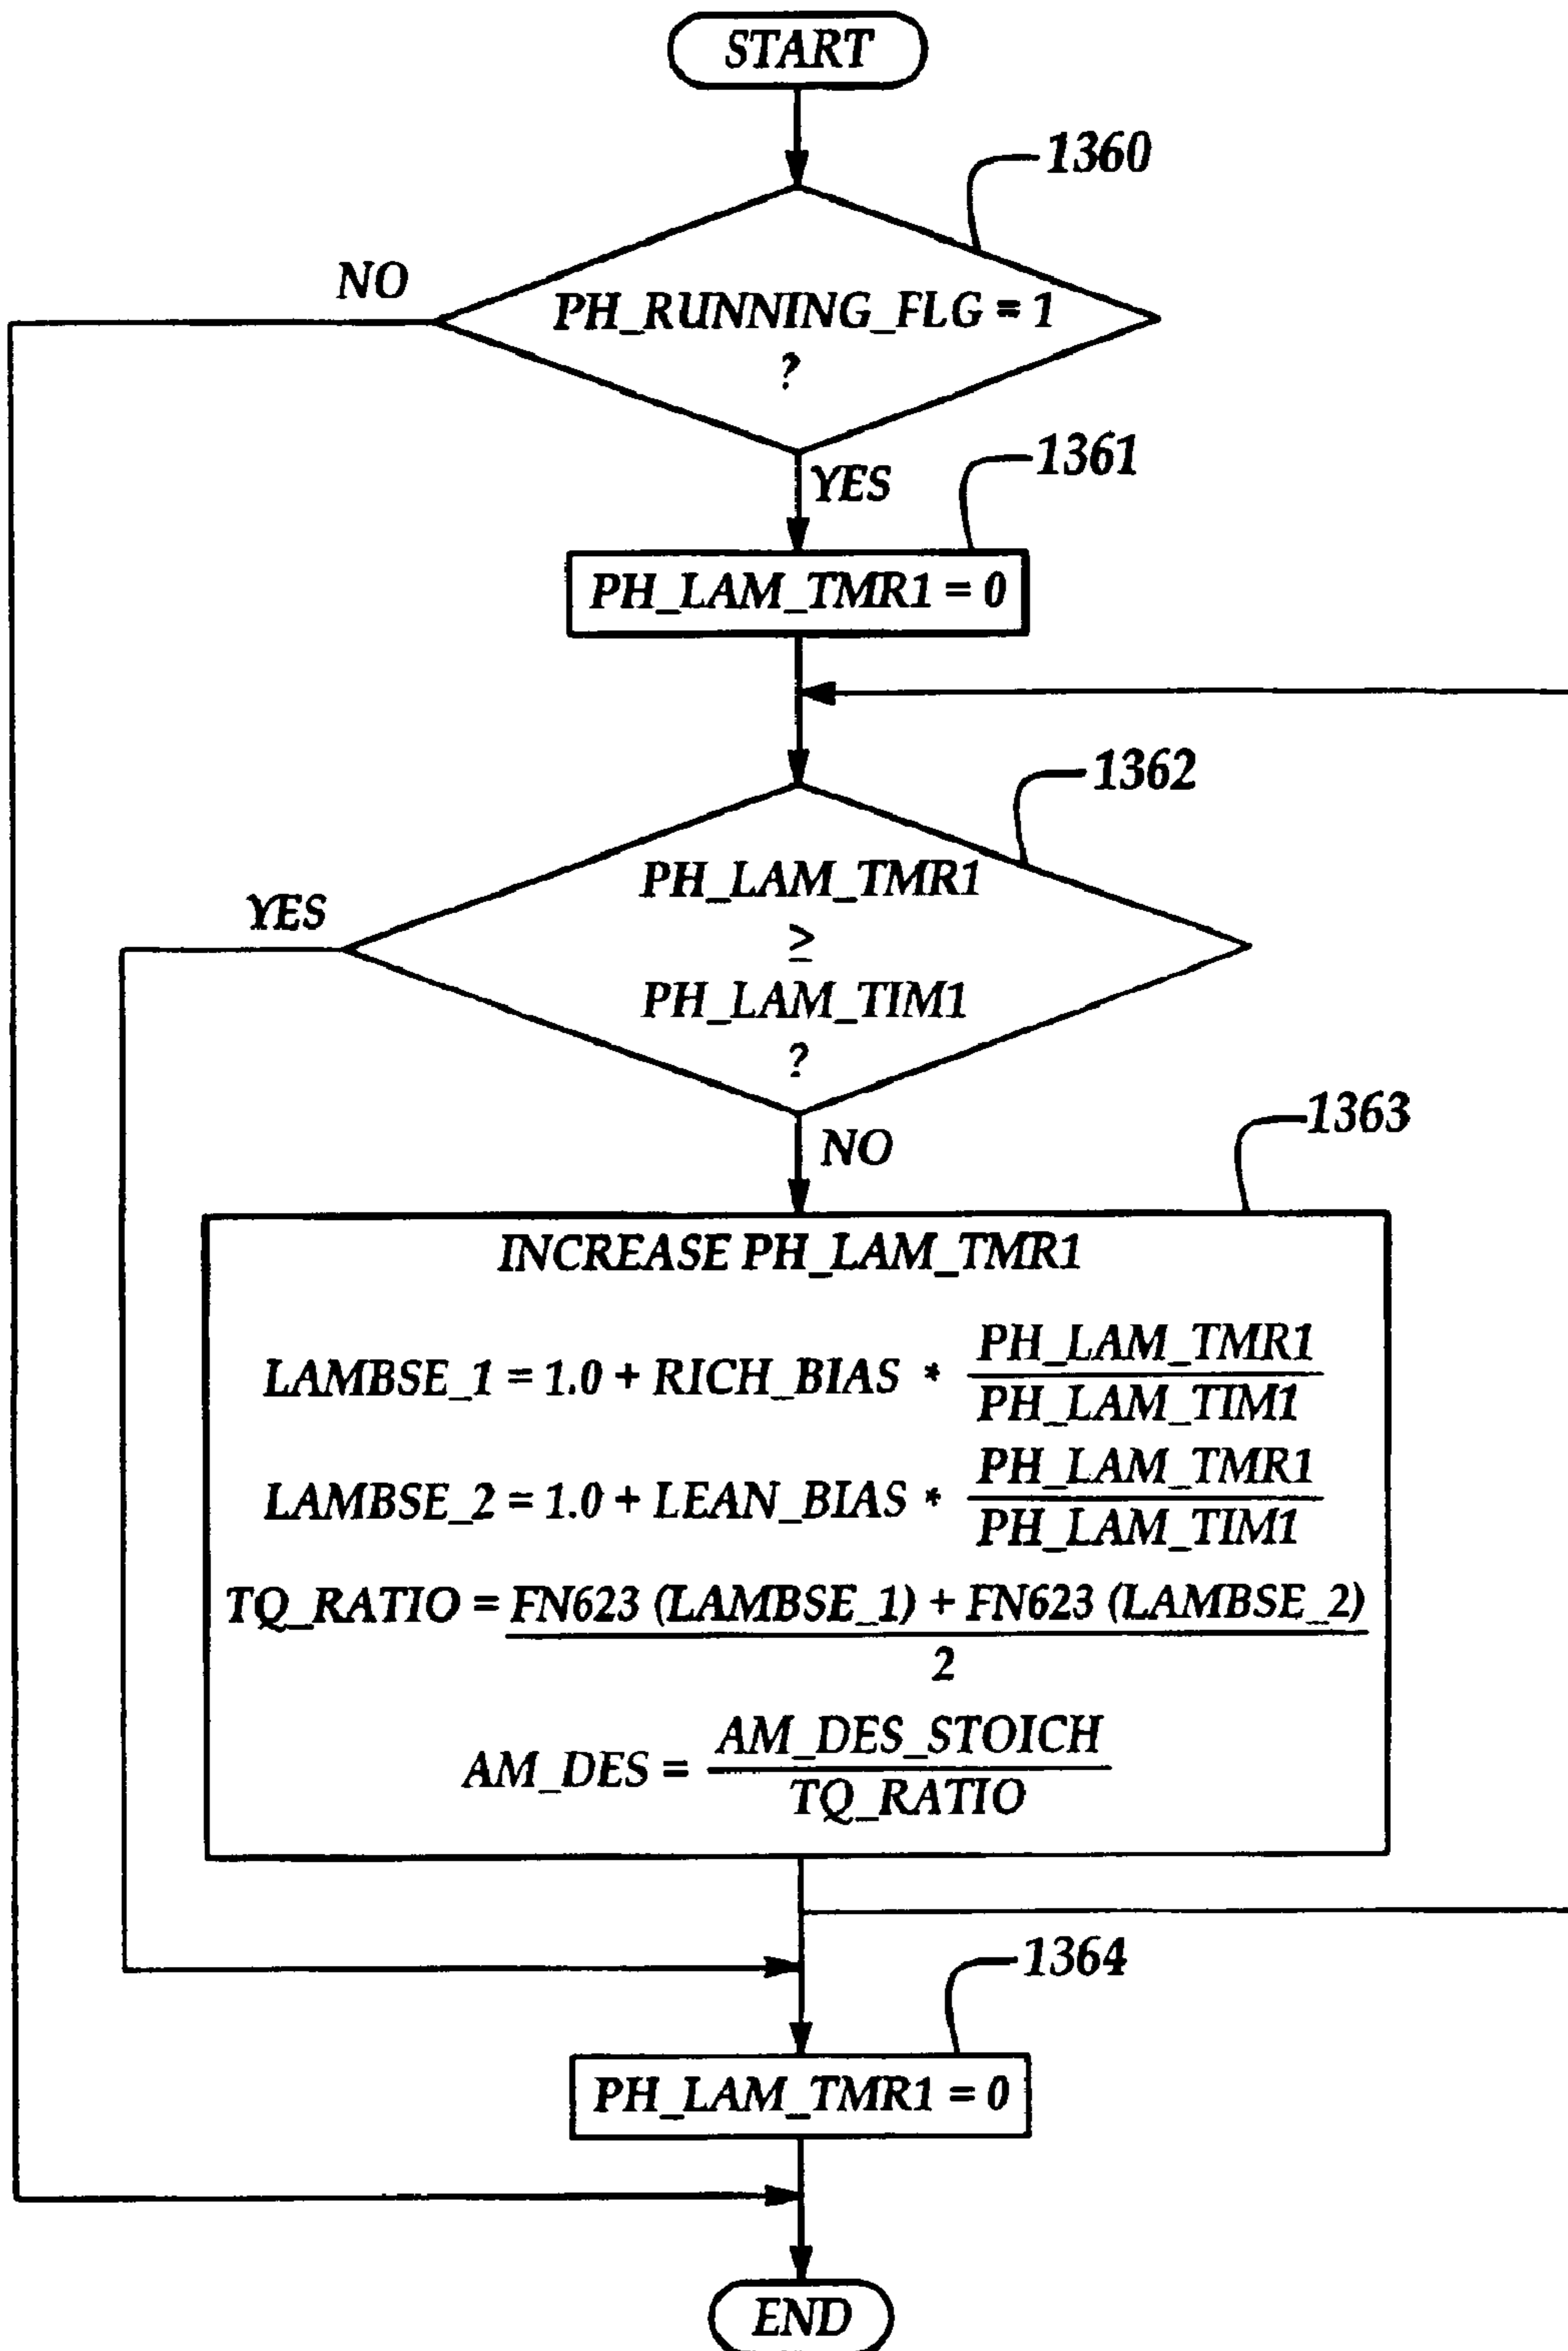 START
1360
NO
PH_RUNNING_FLG = 1
?
1361
YES
PH_LAM_TMR1 = 0
1362
PH_LAM_TMR1
≥
PH_LAM_TIM1
?
YES
1363
NO
INCREASE PH_LAM_TMR1
LAMBSE_1 = 1.0 + RICH_BIAS * PH_LAM_TMR1
PH_LAM_TIM1
LAMBSE_2 = 1.0 + LEAN_BIAS * PH_LAM_TMR1
PH_LAM_TIM1
TQ_RATIO = FN623 (LAMBSE_1) + FN623 (LAMBSE_2)
2
AM_DES = AM_DES_STOICH
TQ_RATIO
1364
PH_LAM_TMR1 = 0
END